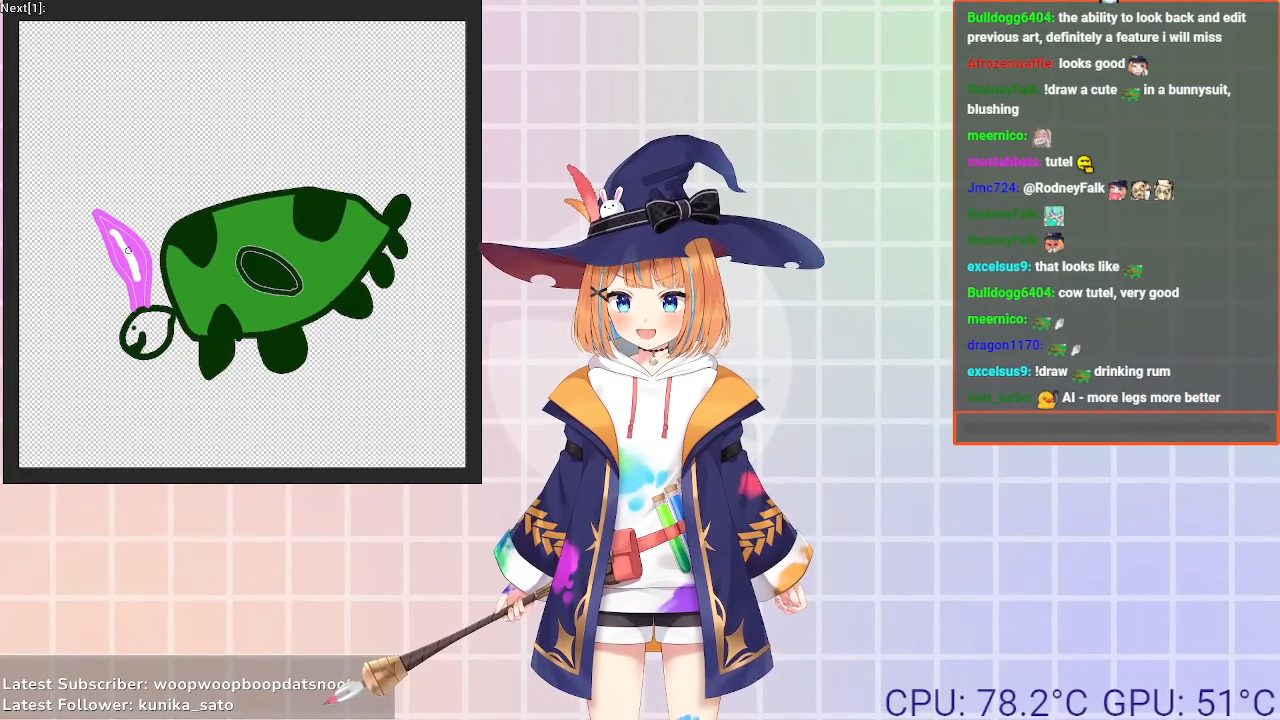 Next[1]:
Bulldogg6404: the ability to look back and edit
previous art, definitely a feature i will miss
Afrozenwaffle: looks good
RodneyFalk: !draw a cute in a bunnysuit,
blushing
meernico:
tutel
Jmc724: @RodneyFalk
RodneyFalk:
RodneyFalk:
excelsus9: that looks like
Bulldogg6404: cow tutel, very good
meernico:
dragon1170:
excelsus9: !draw drinking rum
AI - more legs more better
Latest Subscriber: woopwoopboopdatsnoo
Latest Follower: kunika_sato
CPU: 78.2°C GPU: 51°C